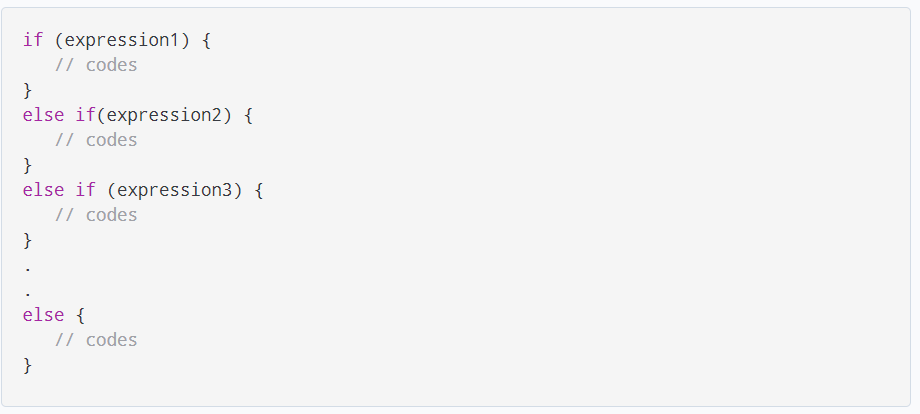 if (expression1) {
   // codes
}
else if(expression2) {
   // codes
}
else if (expression3) {
   // codes
}
.
.
else {
   // codes
}